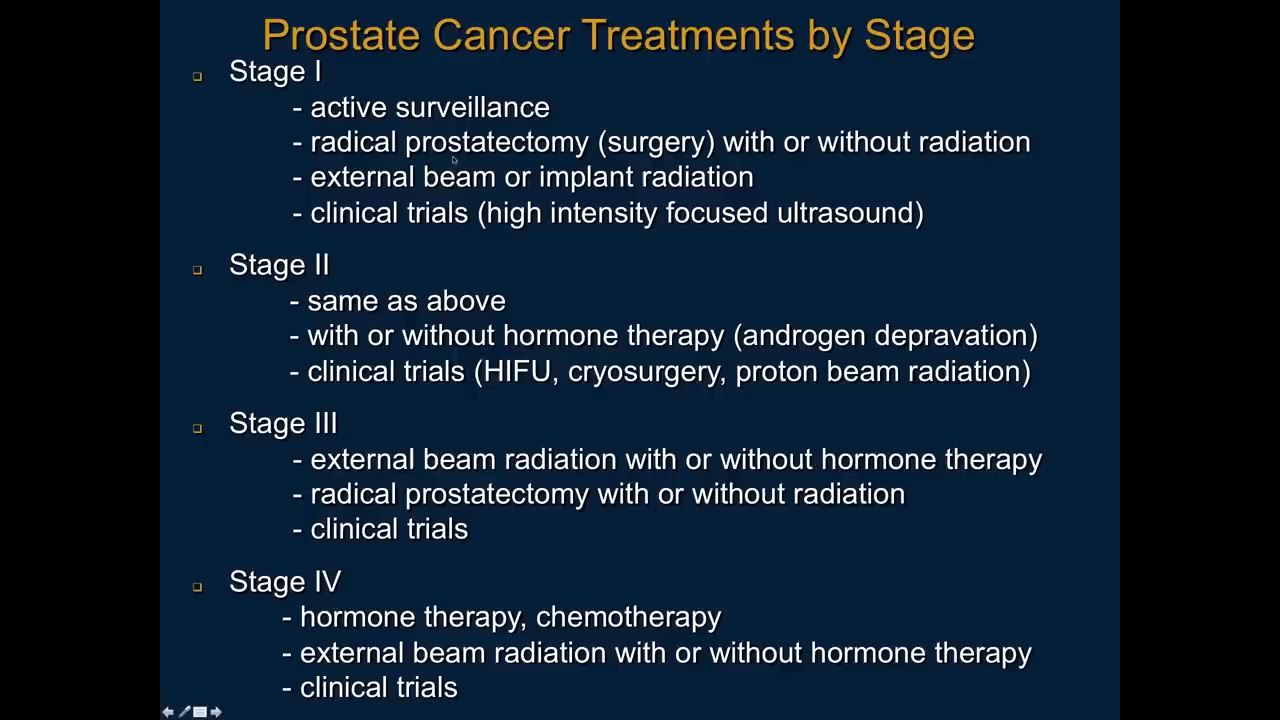 Prostate Cancer Treatments by Stage
Stage I
- active surveillance
- radical prostatectomy (surgery) with or without radiation
- external beam or implant radiation
- clinical trials (high intensity focused ultrasound)
Stage II
- same as above
- with or without hormone therapy (androgen depravation)
- clinical trials (HIFU, cryosurgery, proton beam radiation)
Stage III
- external beam radiation with or without hormone therapy
- radical prostatectomy with or without radiation
- clinical trials
Stage IV
- hormone therapy, chemotherapy
- external beam radiation with or without hormone therapy
- clinical trials